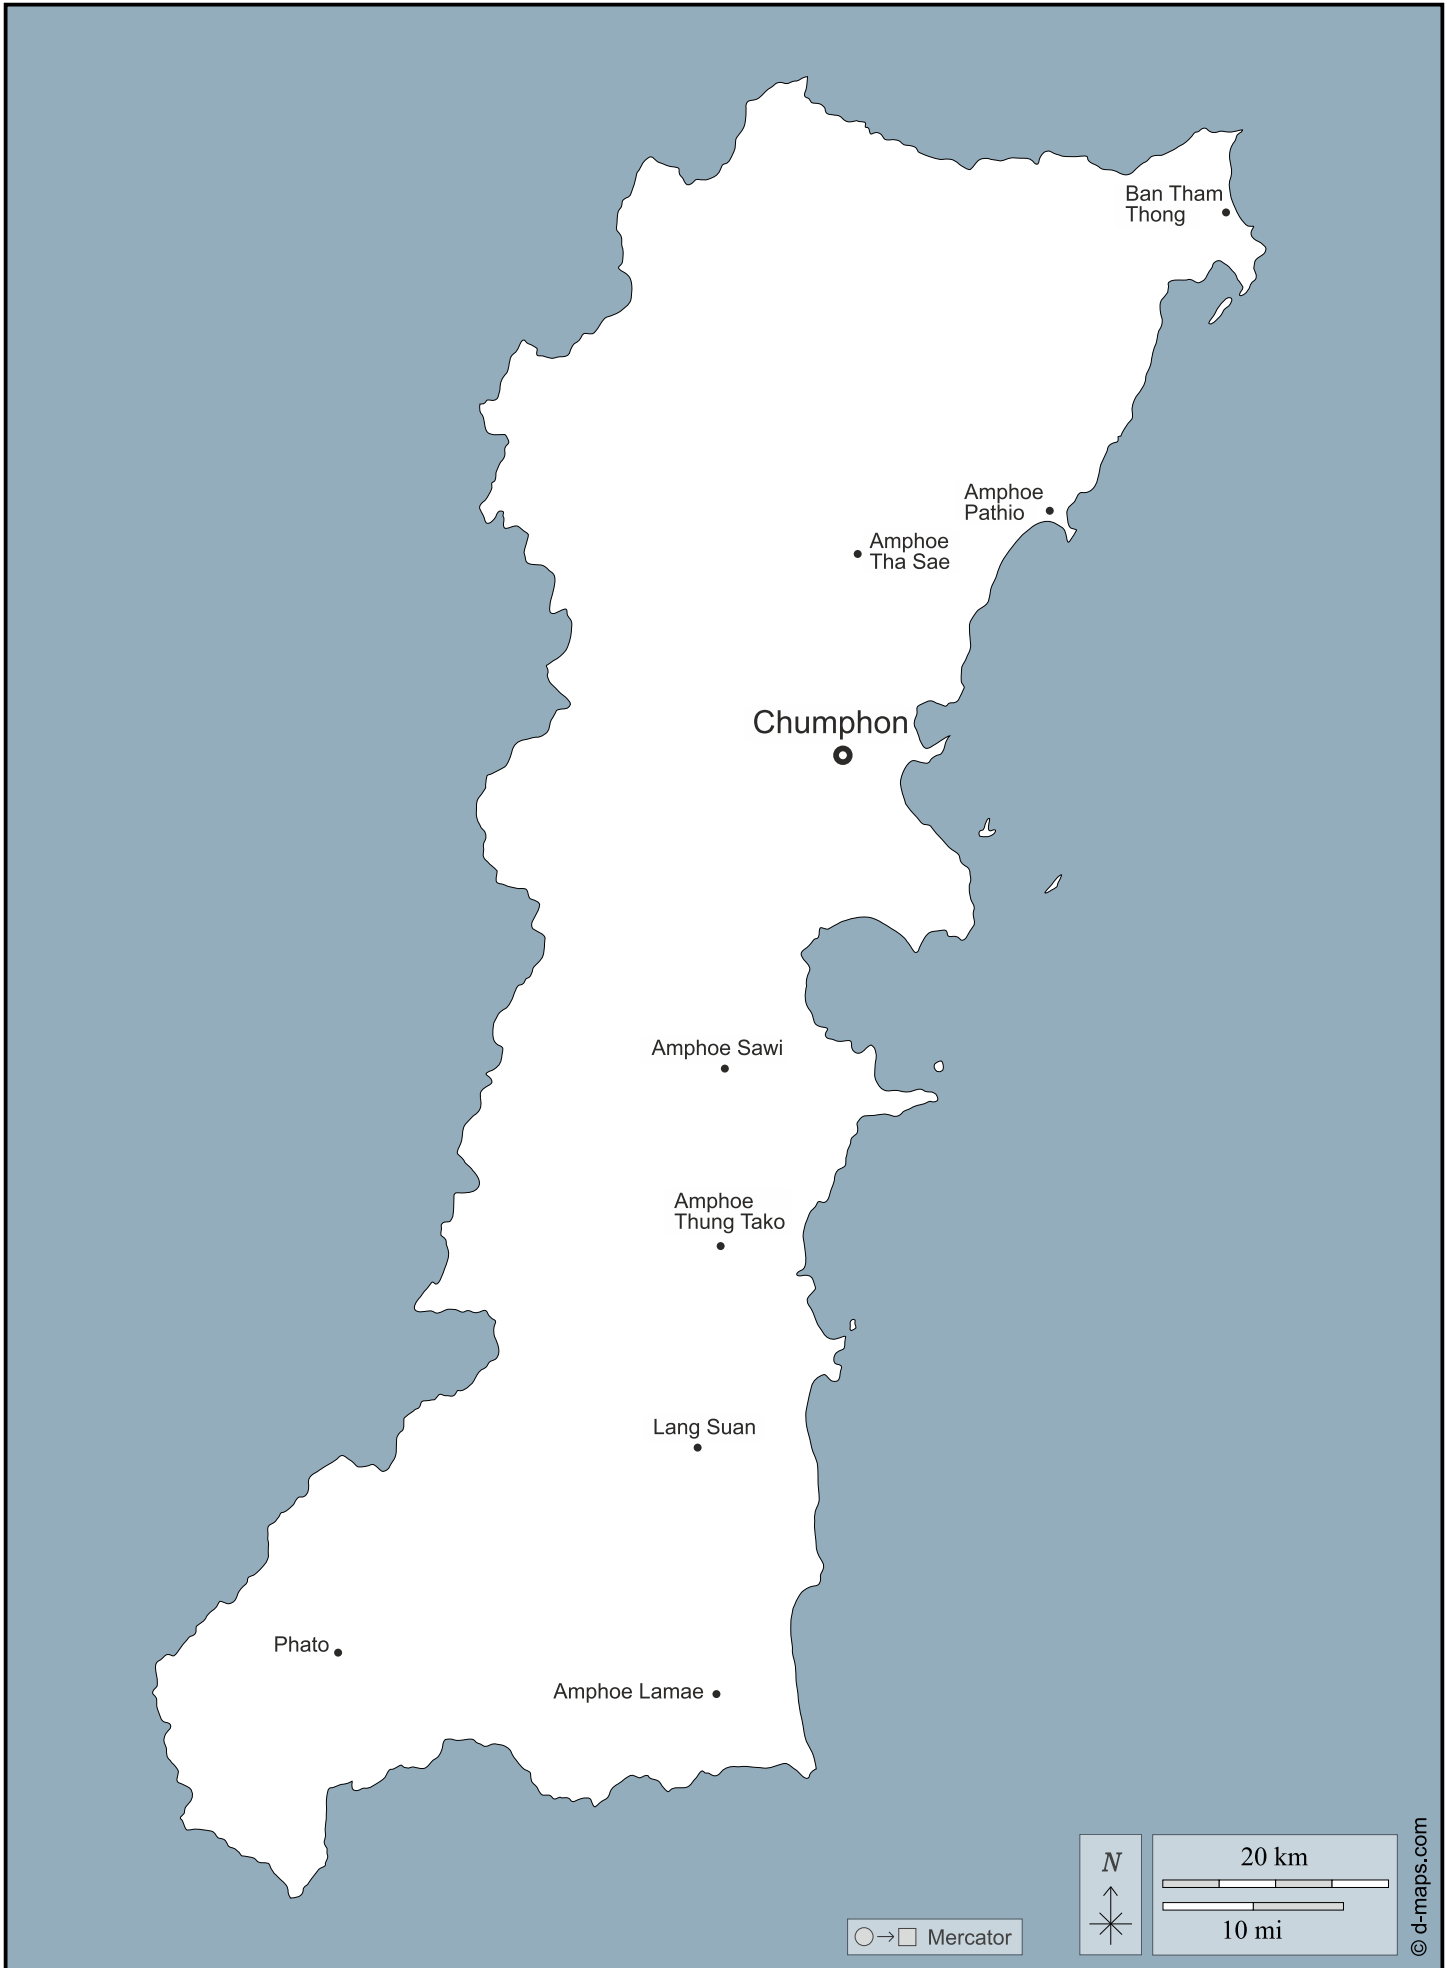 Ban Tham
Thong
Amphoe
Pathio
Amphoe
Tha Sae
Chumphon
Amphoe Sawi
Amphoe
Thung Tako
Lang Suan
Phato
Amphoe Lamae
N
20 km
10 mi
Mercator
© d-maps.com